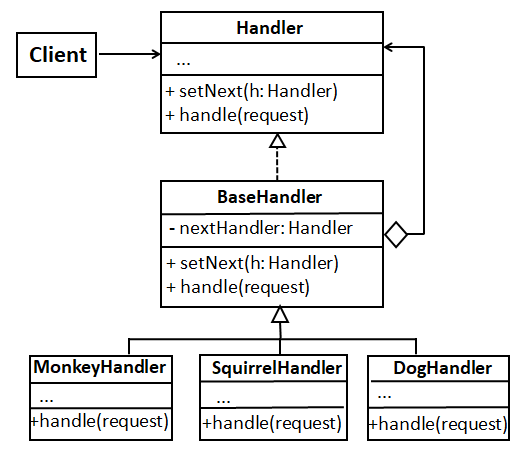 Handler
Client
...
+ setNext(h: Handler)
+ handle(request)
BaseHandler
- nextHandler: Handler
+ setNext(h: Handler)
+ handle(request)
MonkeyHandler
...
+handle(request)
SquirrelHandler
...
+handle(request)
DogHandler
...
+handle(request)